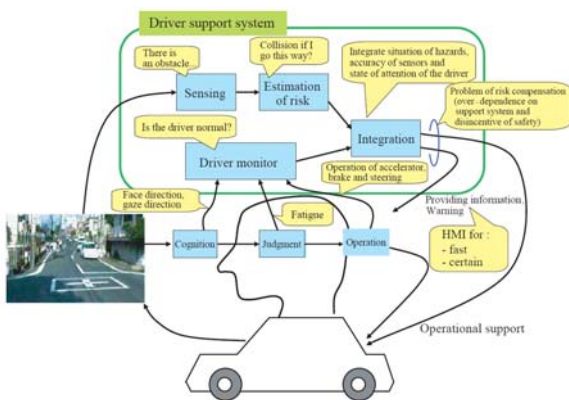 Driver support system
There is
an obstacle...
Collision if I
go this way?
Integrate situation of hazards,
accuracy of sensors and
state of attention of the driver
Sensing
Estimation
of risk
Problem of risk compensation
(over-dependence on
support system and
disincentive of safety)
Is the driver normal?
Integration
Driver monitor
Operation of accelerator,
brake and steering
Face direction,
gaze direction
Fatigue
Providing information,
Warning
Cognition
Judgment
Operation
HMI for :
- fast
- certain
Operational support